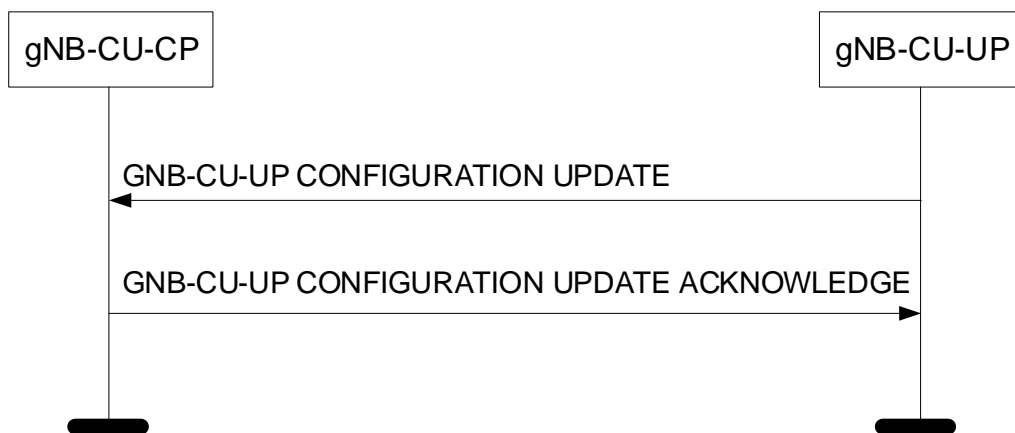 gNB-CU-CP
gNB-CU-UP
GNB-CU-UP CONFIGURATION UPDATE
GNB-CU-UP CONFIGURATION UPDATE ACKNOWLEDGE